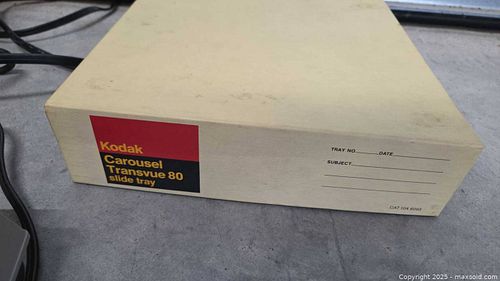 Kodak
Carousel
Transvue 80
slide tray
TRAY NO. DATE
SUBJECT
Copyright 2025 - maxsold.com